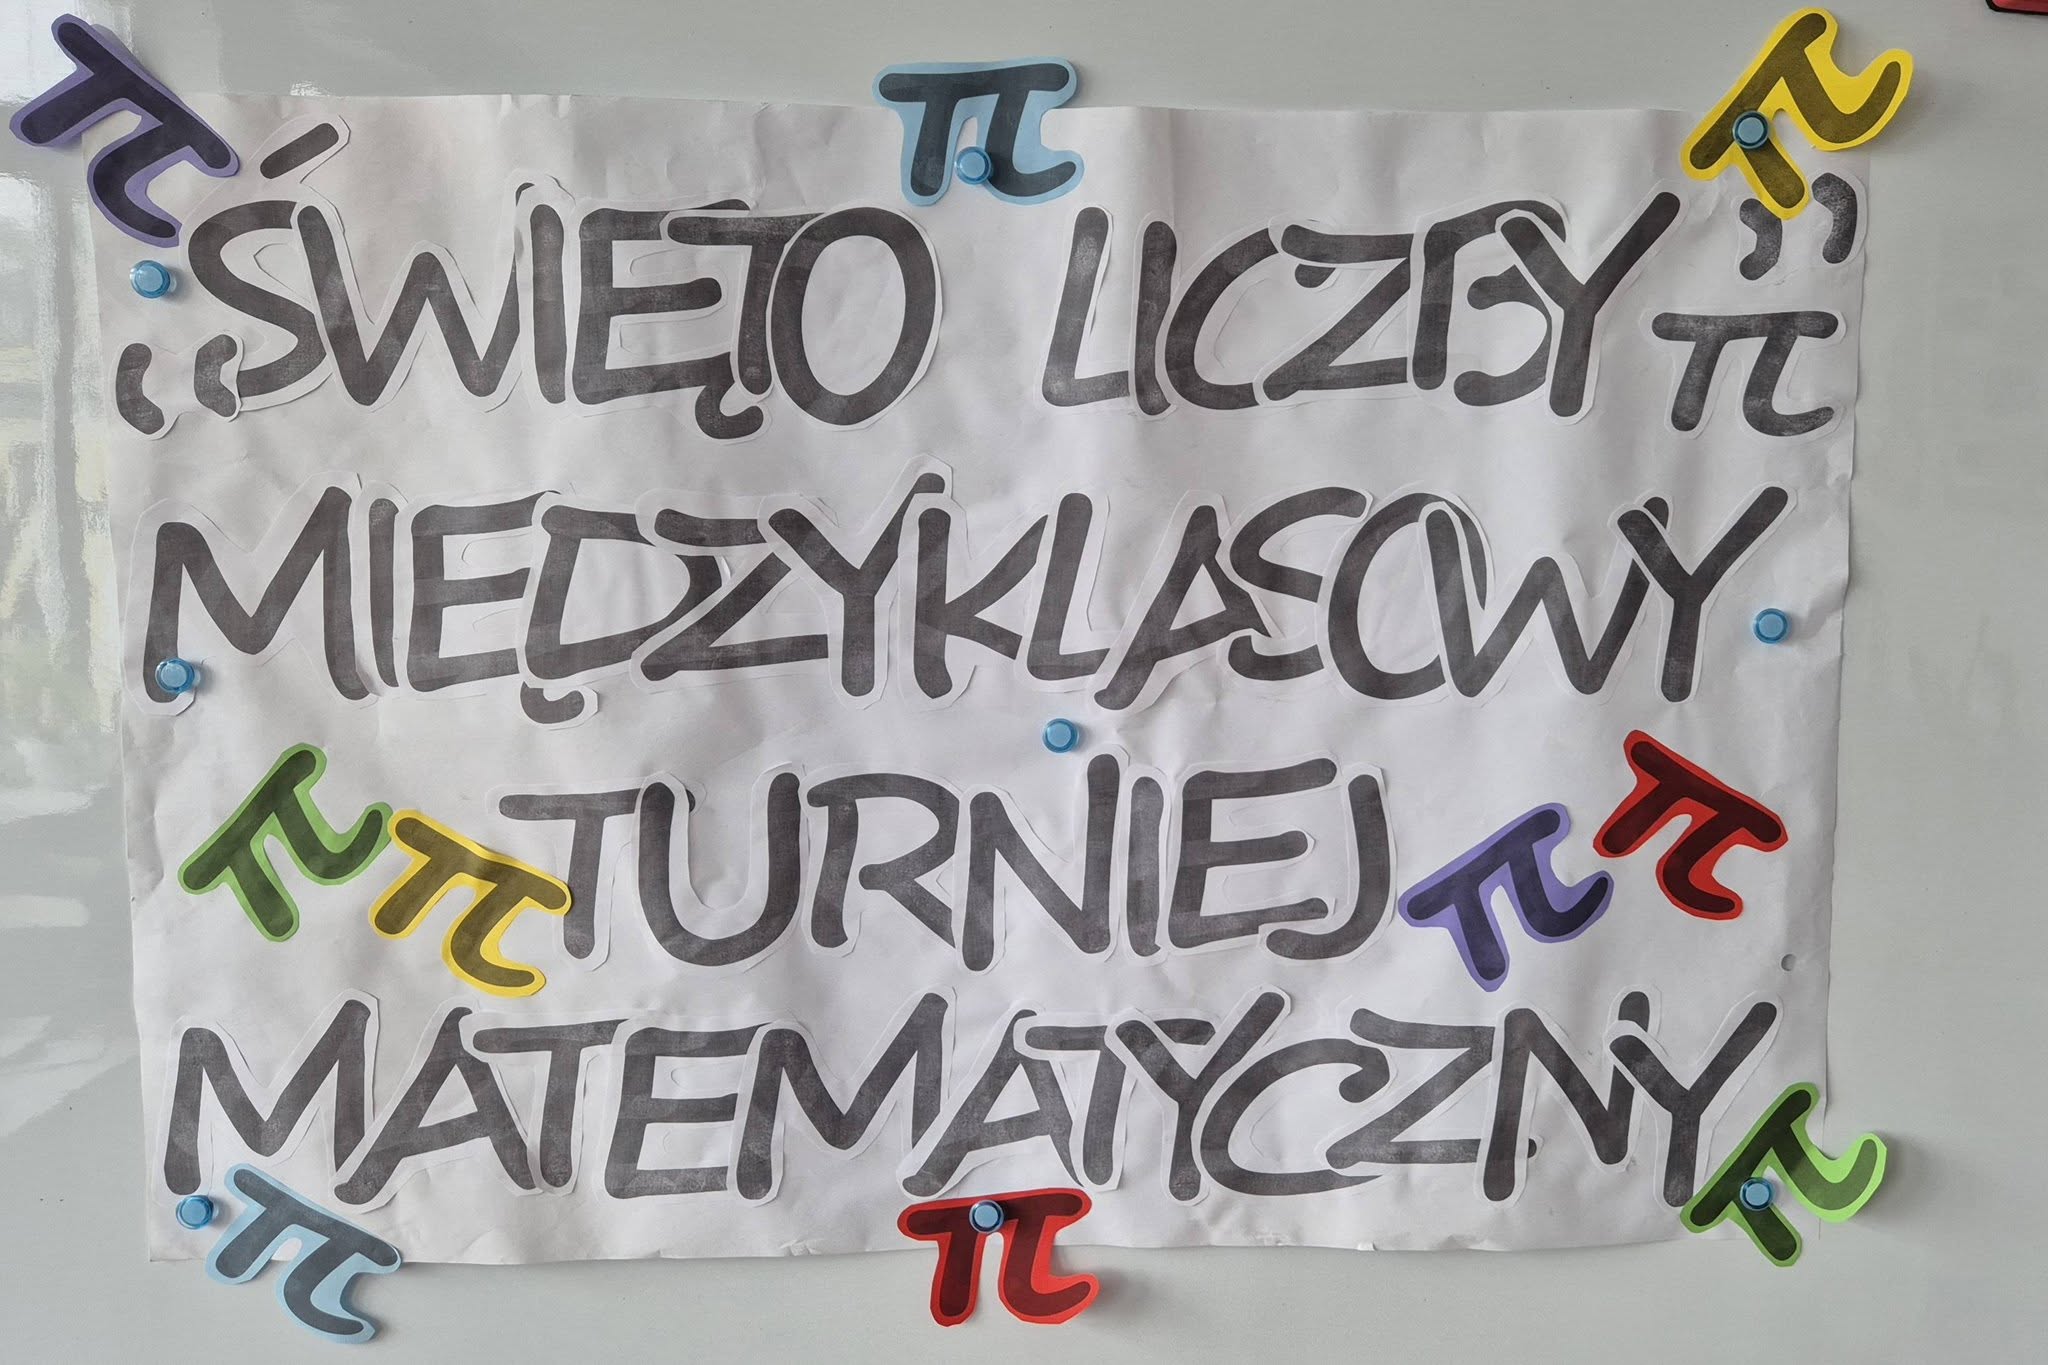 „ŚWIĘTO LICZBY π”
MIĘDZYKLASOWY
TURNIEJ
MATEMATYCZNY